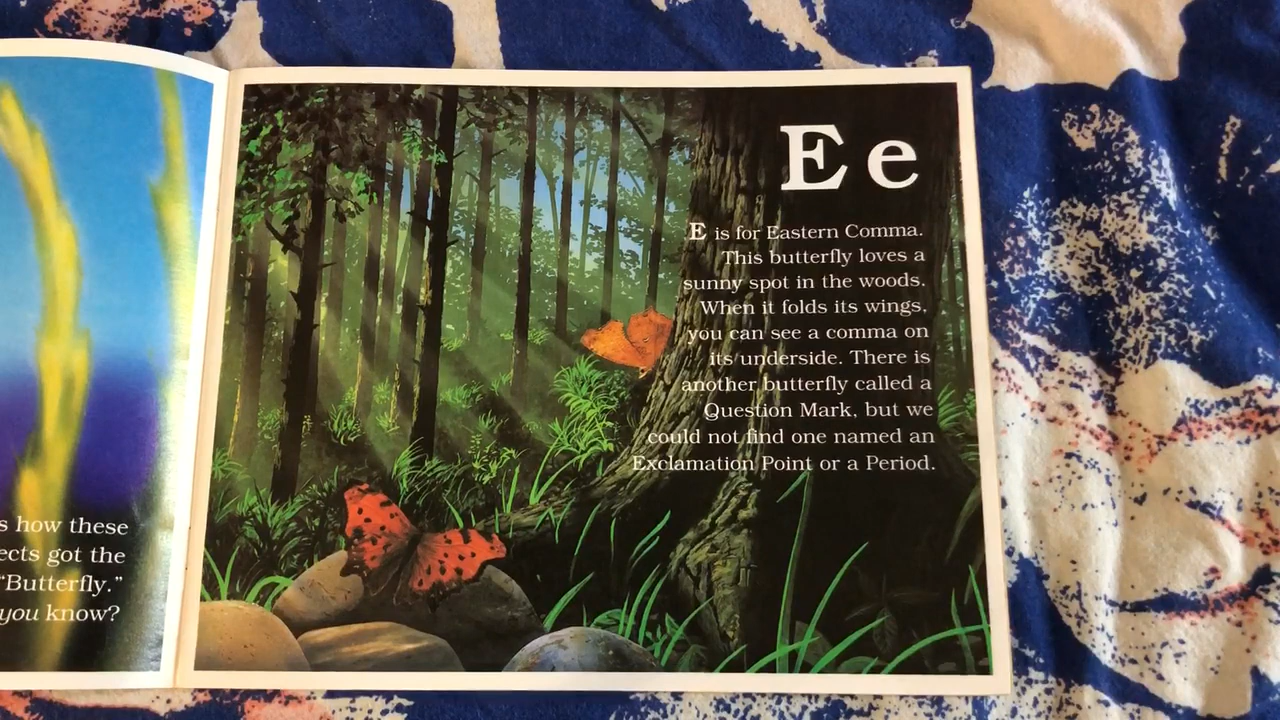 s how these
ects got the
"Butterfly."
you know?
Ee
E is for Eastern Comma.
This butterfly loves a
sunny spot in the woods.
When it folds its wings,
you can see a comma on
its underside. There is
another butterfly called a
Question Mark, but we
could not find one named an
Exclamation Point or a Period.